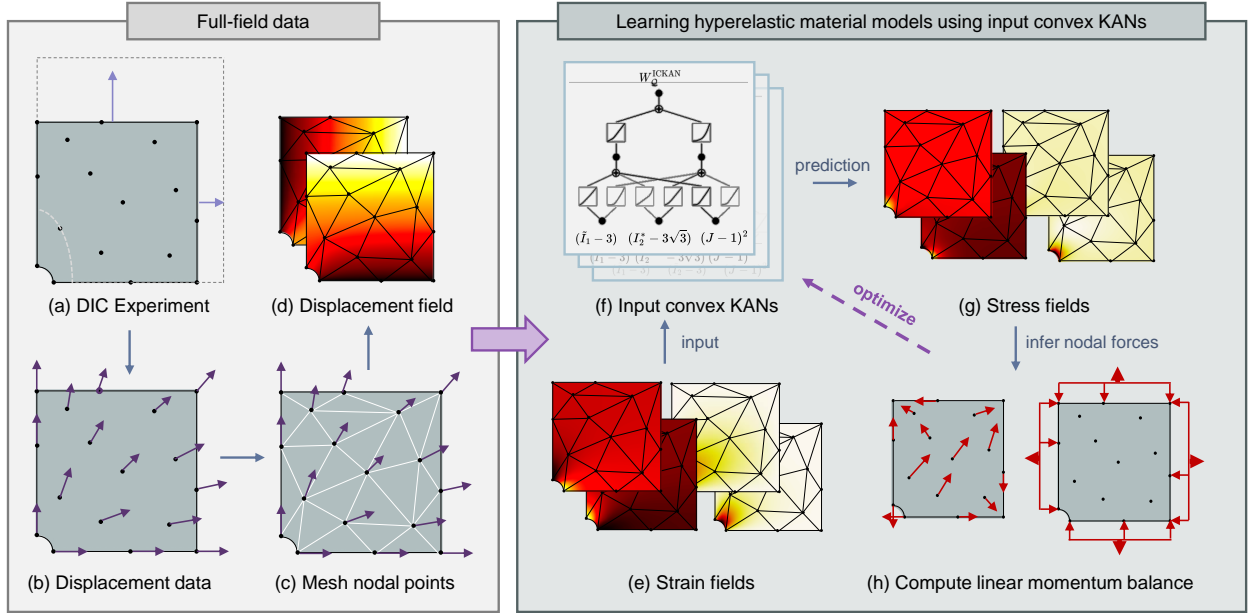 Full-field data
(a) DIC Experiment
(d) Displacement field
(b) Displacement data
(c) Mesh nodal points
Learning hyperelastic material models using input convex KANs
W_Q^ICKAN
(Ĩ₁ − 3) (I₂* − 3√3) (J − 1)²
prediction
(f) Input convex KANs
(g) Stress fields
optimize
input
infer nodal forces
(e) Strain fields
(h) Compute linear momentum balance